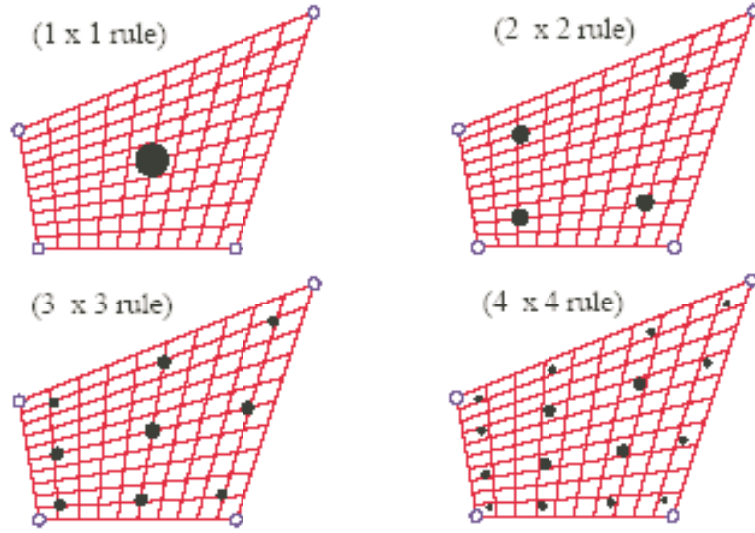 (1 x 1 rule)
(2 x 2 rule)
(3 x 3 rule)
(4 x 4 rule)